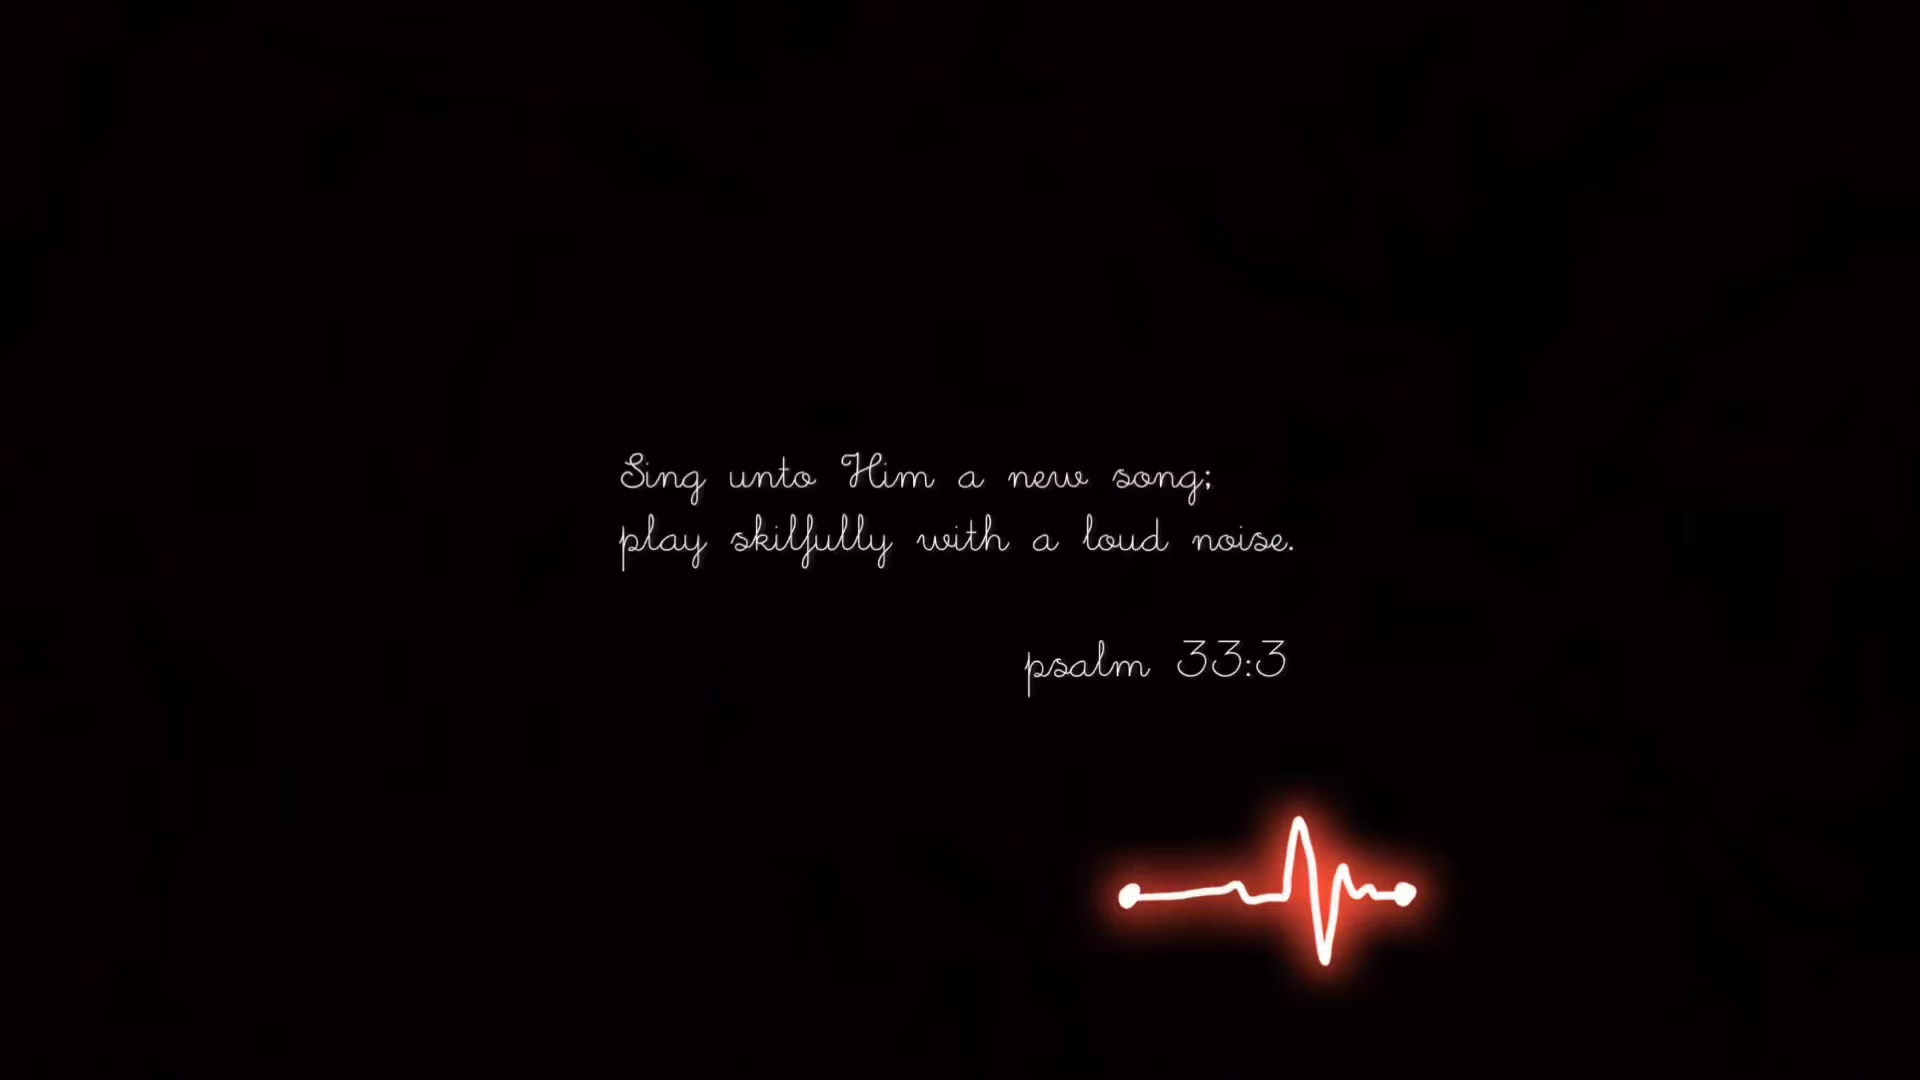 Sing unto Him a new song;
play skilfully with a loud noise.
psalm 33:3